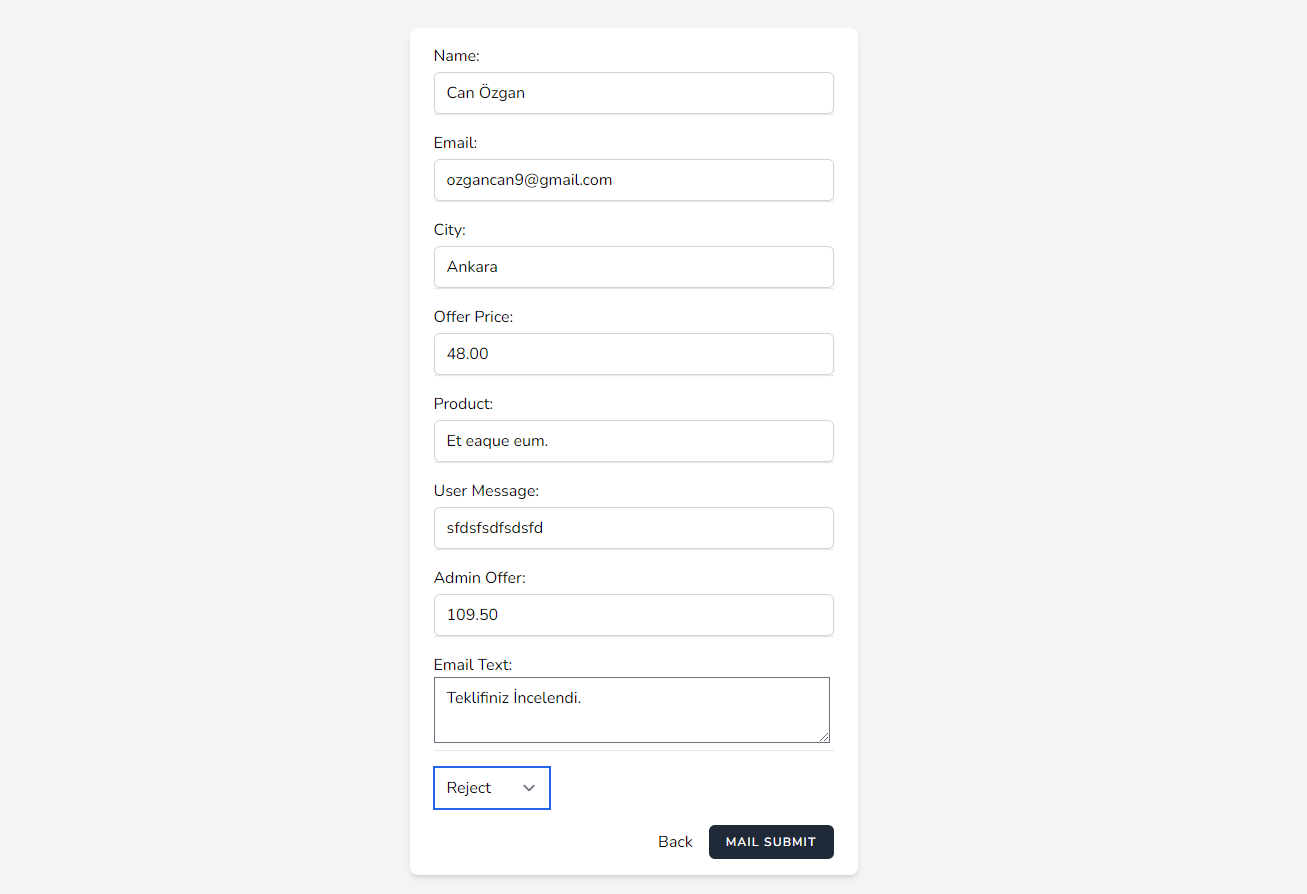 Name:
Can Özgan
Email:
ozgancan9@gmail.com
City:
Ankara
Offer Price:
48.00
Product:
Et eaque eum.
User Message:
sfdsfsdfsdsfd
Admin Offer:
109.50
Email Text:
Teklifiniz İncelendi.
Reject
Back MAIL SUBMIT